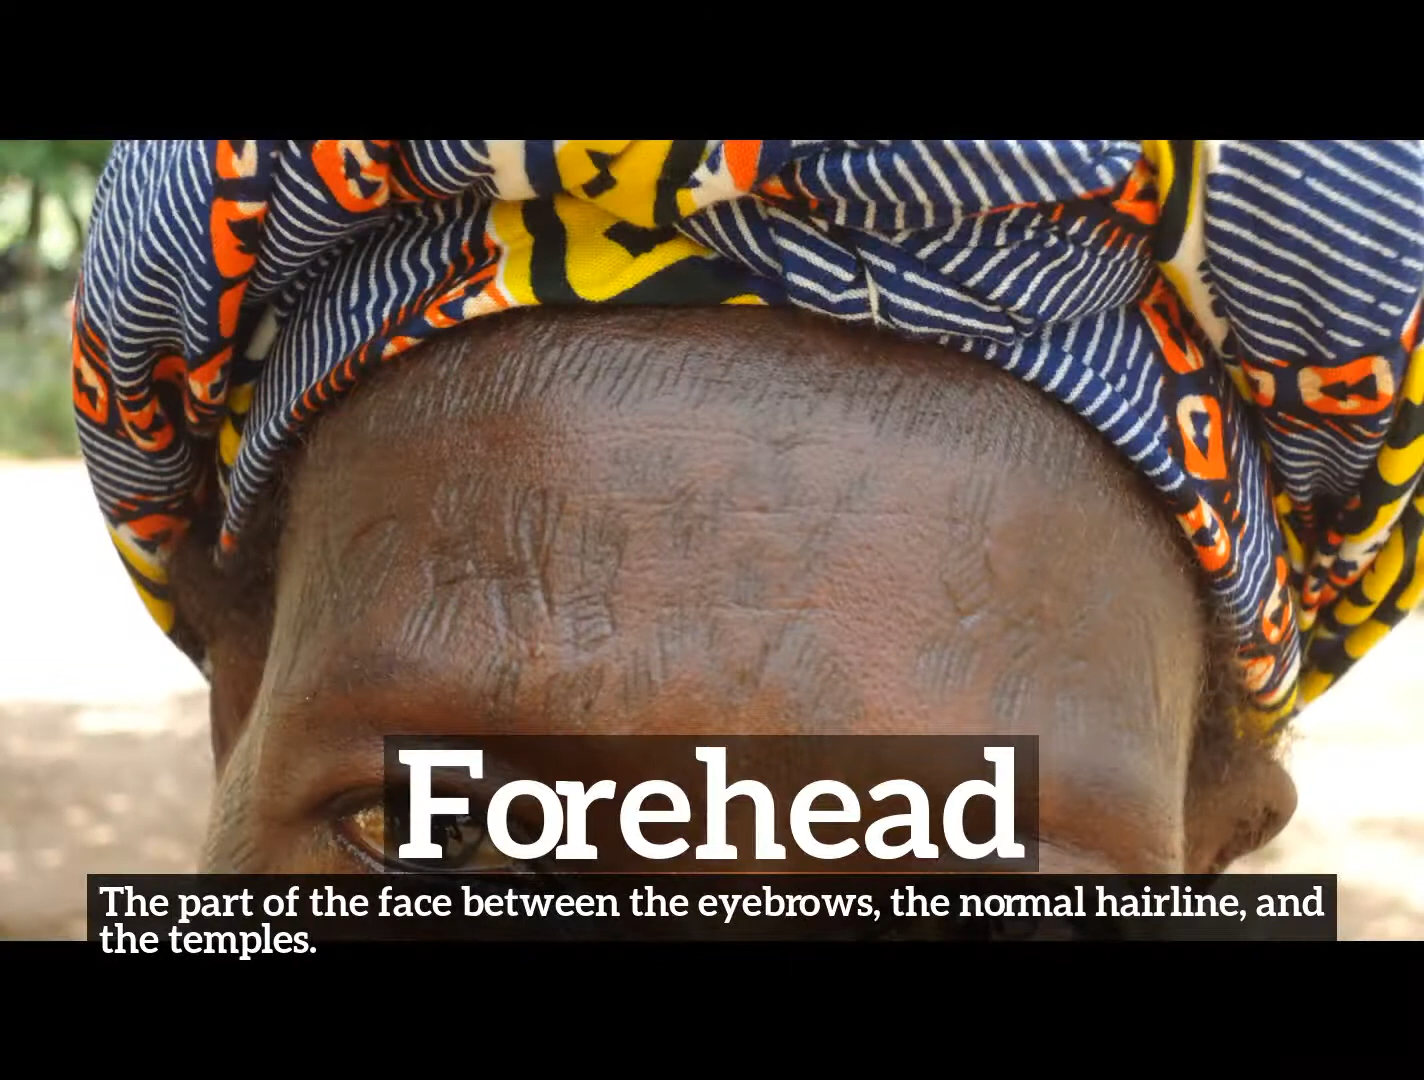 Forehead
The part of the face between the eyebrows, the normal hairline, and
the temples.